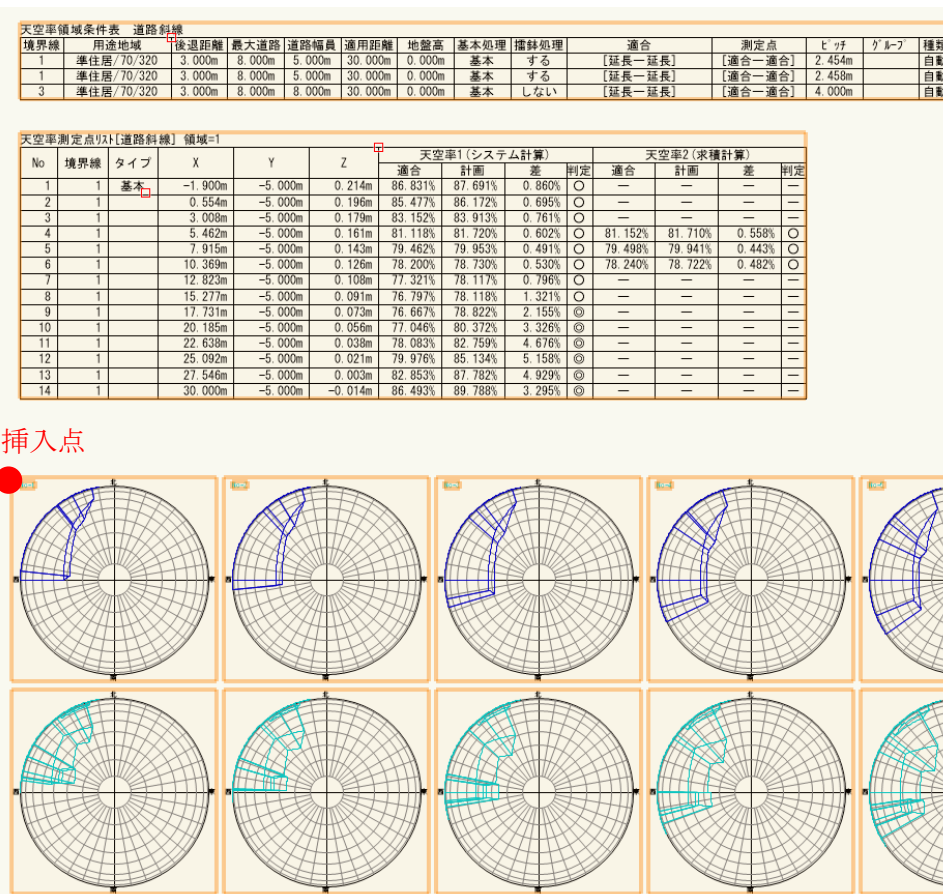 天空率領域条件表 道路斜線
境界線 用途地域 後退距離 最大道路 道路幅員 適用距離 地盤高 基本処理 擂鉢処理 適合 測定点 ピッチ グループ 種類
1 準住居/70/320 3.000m 8.000m 5.000m 30.000m 0.000m 基本 する [延長―延長] [適合―適合] 2.454m 自動
1 準住居/70/320 3.000m 8.000m 5.000m 30.000m 0.000m 基本 する [延長―延長] [適合―適合] 2.458m 自動
3 準住居/70/320 3.000m 8.000m 8.000m 30.000m 0.000m 基本 しない [延長―延長] [適合―適合] 4.000m 自動
天空率測定点リスト[道路斜線] 領域=1
No 境界線 タイプ X Y Z 天空率1(システム計算) 天空率2(求積計算)
適合 計画 差 判定 適合 計画 差 判定
1 1 基本 -1.900m -5.000m 0.214m 86.831% 87.691% 0.860% ○ ― ― ― ―
2 1 0.554m -5.000m 0.196m 85.477% 86.172% 0.695% ○ ― ― ― ―
3 1 3.008m -5.000m 0.179m 83.152% 83.913% 0.761% ○ ― ― ― ―
4 1 5.462m -5.000m 0.161m 81.118% 81.720% 0.602% ○ 81.152% 81.710% 0.558% ○
5 1 7.915m -5.000m 0.143m 79.462% 79.953% 0.491% ○ 79.498% 79.941% 0.443% ○
6 1 10.369m -5.000m 0.126m 78.200% 78.730% 0.530% ○ 78.240% 78.722% 0.482% ○
7 1 12.823m -5.000m 0.108m 77.321% 78.117% 0.796% ○ ― ― ― ―
8 1 15.277m -5.000m 0.091m 76.797% 78.118% 1.321% ○ ― ― ― ―
9 1 17.731m -5.000m 0.073m 76.667% 78.822% 2.155% ◎ ― ― ― ―
10 1 20.185m -5.000m 0.056m 77.046% 80.372% 3.326% ◎ ― ― ― ―
11 1 22.638m -5.000m 0.038m 78.083% 82.759% 4.676% ◎ ― ― ― ―
12 1 25.092m -5.000m 0.021m 79.976% 85.134% 5.158% ◎ ― ― ― ―
13 1 27.546m -5.000m 0.003m 82.853% 87.782% 4.929% ◎ ― ― ― ―
14 1 30.000m -5.000m -0.014m 86.493% 89.788% 3.295% ◎ ― ― ― ―
挿入点